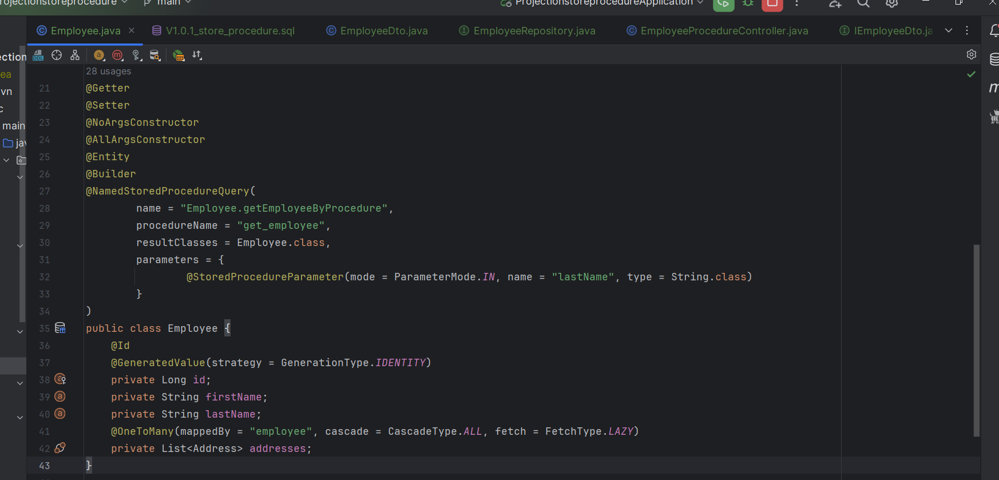 rojectionstoreprocedure main ProjectionstoreprocedureApplication
Employee.java V1.0.1_store_procedure.sql EmployeeDto.java EmployeeRepository.java EmployeeProcedureController.java IEmployeeDto.ja
ection
ea
vn
c
main
jav
28 usages
21 @Getter
22 @Setter
23 @NoArgsConstructor
24 @AllArgsConstructor
25 @Entity
26 @Builder
27 @NamedStoredProcedureQuery(
28 name = "Employee.getEmployeeByProcedure",
29 procedureName = "get_employee",
30 resultClasses = Employee.class,
31 parameters = {
32 @StoredProcedureParameter(mode = ParameterMode.IN, name = "lastName", type = String.class)
33 }
34 )
35 public class Employee {
36 @Id
37 @GeneratedValue(strategy = GenerationType.IDENTITY)
38 private Long id;
39 private String firstName;
40 private String lastName;
41 @OneToMany(mappedBy = "employee", cascade = CascadeType.ALL, fetch = FetchType.LAZY)
42 private List<Address> addresses;
43 }